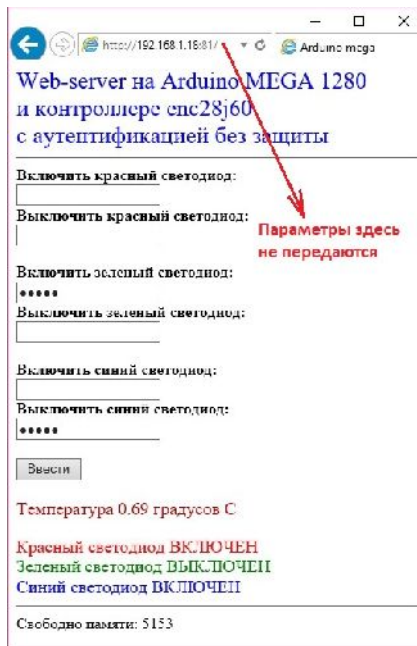 http://192.168.1.18:81/
Arduino mega
Web-server на Arduino MEGA 1280
и контроллере enc28j60
с аутентификацией без защиты
Включить красный светодиод:
Выключить красный светодиод:
Параметры здесь
не передаются
Включить зеленый светодиод:
•••••
Выключить зеленый светодиод:
Включить синий светодиод:
Выключить синий светодиод:
•••••
Ввести
Температура 0.69 градусов C
Красный светодиод ВКЛЮЧЕН
Зеленый светодиод ВЫКЛЮЧЕН
Синий светодиод ВКЛЮЧЕН
Свободно памяти: 5153